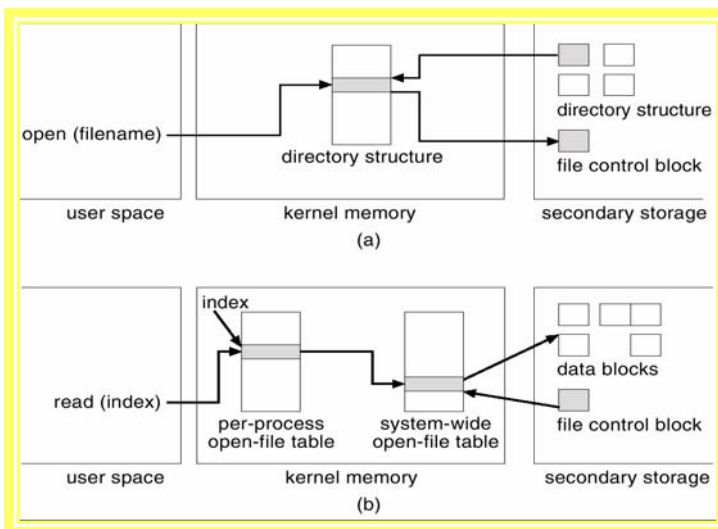 open (filename)
directory structure
directory structure
file control block
user space
kernel memory
secondary storage
(a)
index
read (index)
per-process
open-file table
system-wide
open-file table
data blocks
file control block
user space
kernel memory
secondary storage
(b)